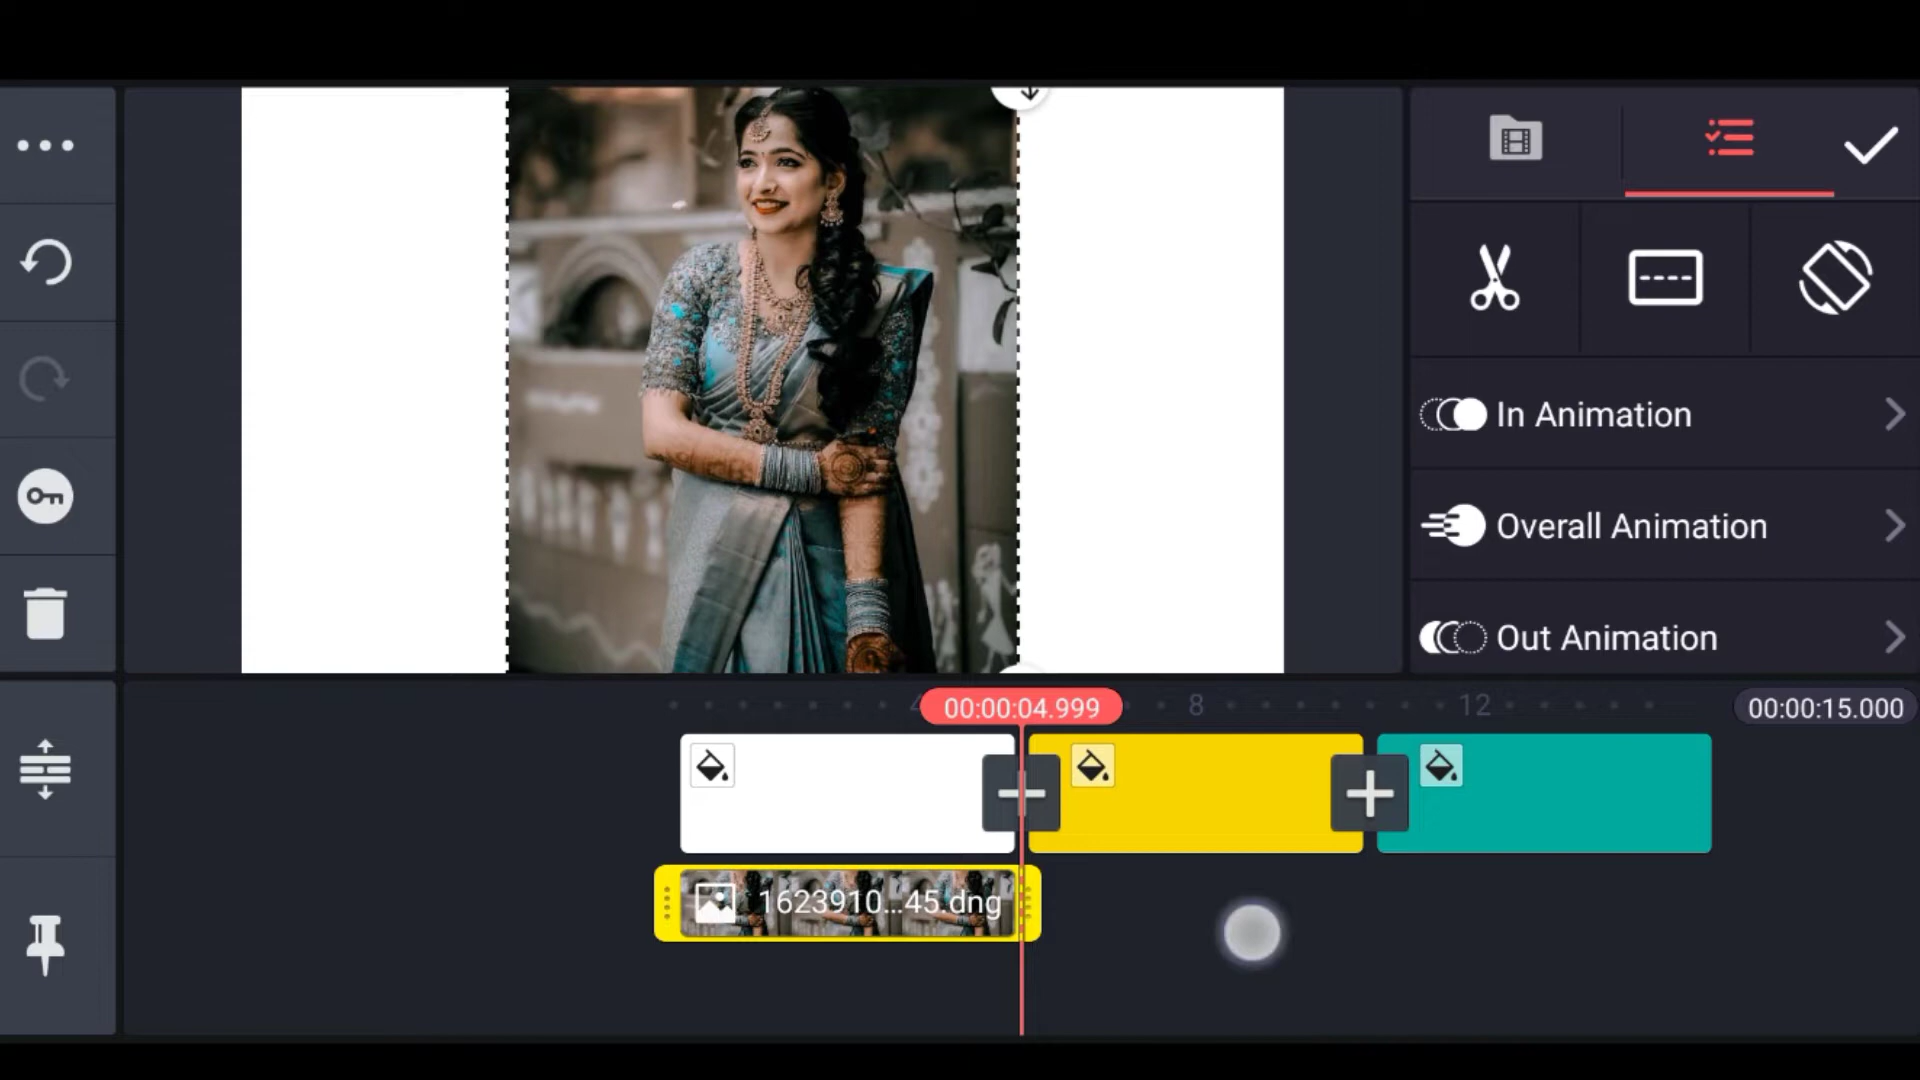 In Animation
Overall Animation
Out Animation
4
00:00:04.999
8
12
00:00:15.000
1623910...45.dng